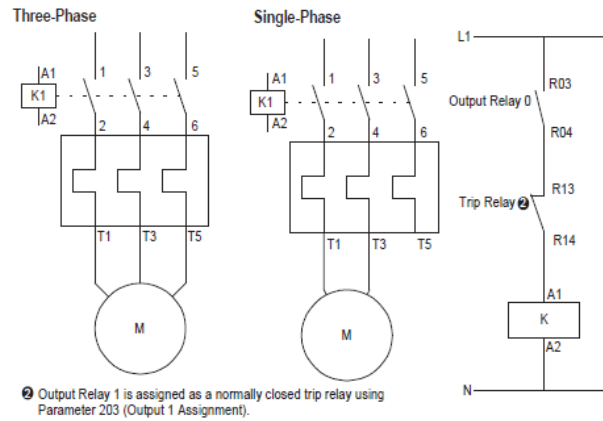 Three-Phase
A1
K1
A2
1 3 5
2 4 6
T1 T3 T5
M
Single-Phase
A1
K1
A2
1 3 5
2 4 6
T1 T3 T5
M
L1
Output Relay 0
R03
R04
Trip Relay ❷
R13
R14
A1
K
A2
N
❷ Output Relay 1 is assigned as a normally closed trip relay using
Parameter 203 (Output 1 Assignment).